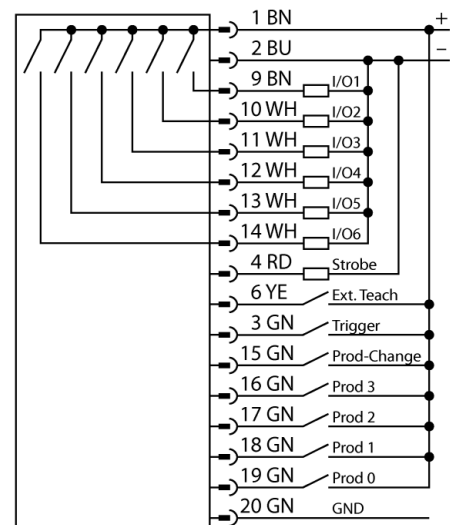 1 BN +
2 BU −
9 BN I/O1
10 WH I/O2
11 WH I/O3
12 WH I/O4
13 WH I/O5
14 WH I/O6
4 RD Strobe
6 YE Ext. Teach
3 GN Trigger
15 GN Prod-Change
16 GN Prod 3
17 GN Prod 2
18 GN Prod 1
19 GN Prod 0
20 GN GND